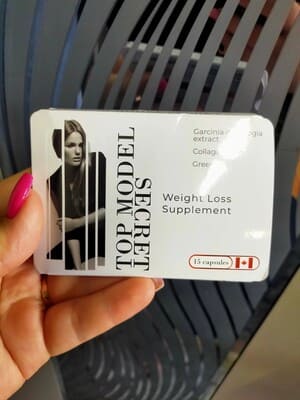 TOP MODEL
SECRET
Garcinia
extract
Weight Loss
Supplement
15 capsules